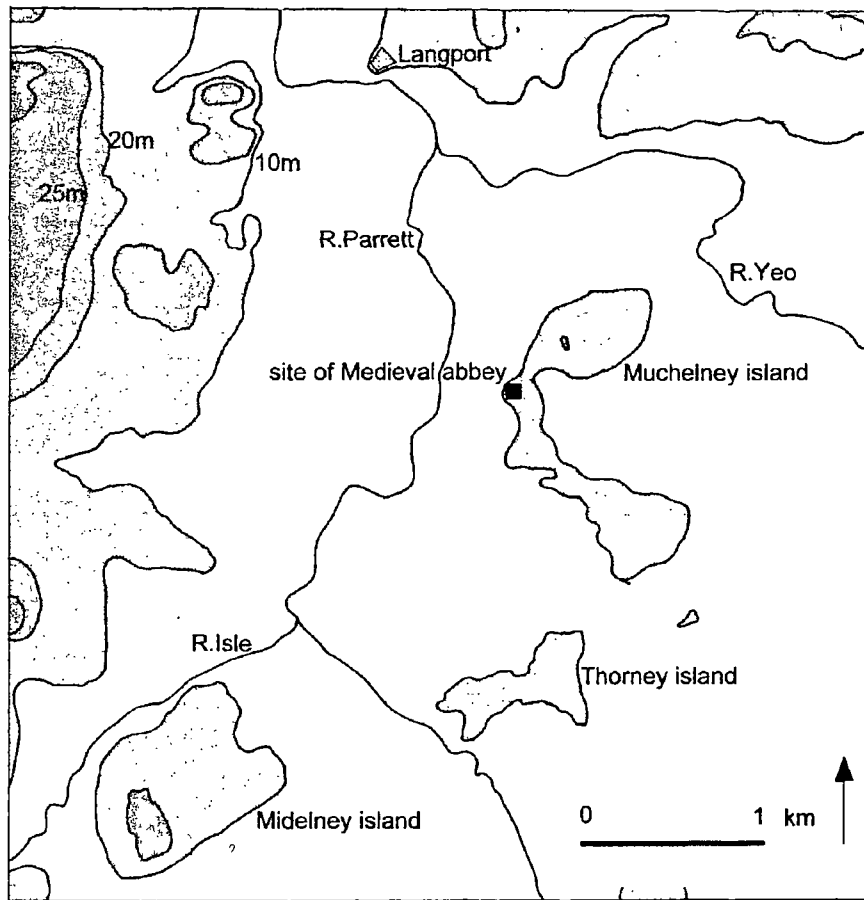 Langport
20m
10m
25m
R.Parrett
R.Yeo
site of Medieval abbey
Muchelney island
R.Isle
Thorney island
Midelney island
0 1 km